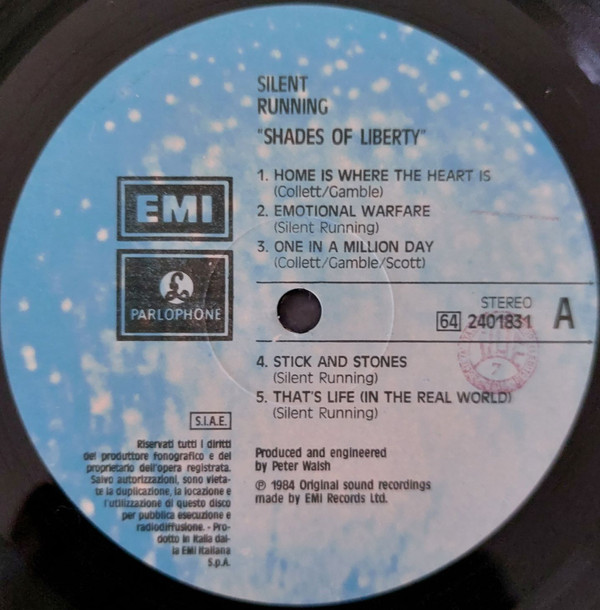 SILENT
RUNNING
"SHADES OF LIBERTY"
1. HOME IS WHERE THE HEART IS
(Collett/Gamble)
2. EMOTIONAL WARFARE
(Silent Running)
3. ONE IN A MILLION DAY
(Collett/Gamble/Scott)
EMI
£
PARLOPHONE
STEREO
64 2401831 A
7
4. STICK AND STONES
(Silent Running)
5. THAT'S LIFE (IN THE REAL WORLD)
(Silent Running)
S.I.A.E.
Riservati tutti i diritti
del produttore fonografico e del
proprietario dell'opera registrata.
Salvo autorizzazioni, sono vieta-
te la duplicazione, la locazione e
l'utilizzazione di questo disco
per pubblica esecuzione e
radiodiffusione. - Pro-
dotto in Italia dal-
la EMI Italiana
S.p.A.
Produced and engineered
by Peter Walsh
℗ 1984 Original sound recordings
made by EMI Records Ltd.